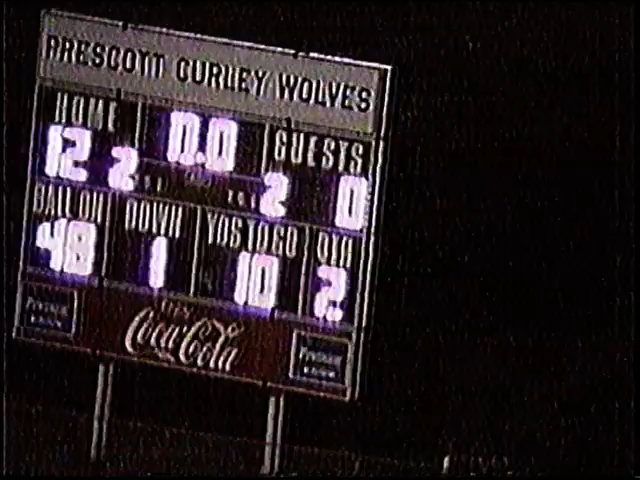 PRESCOTT CURLEY WOLVES
HOME 0.0 GUESTS
12 2 2 0
BALL ON DOWN YDS TO GO QTR
48 1 10 2
Coca-Cola